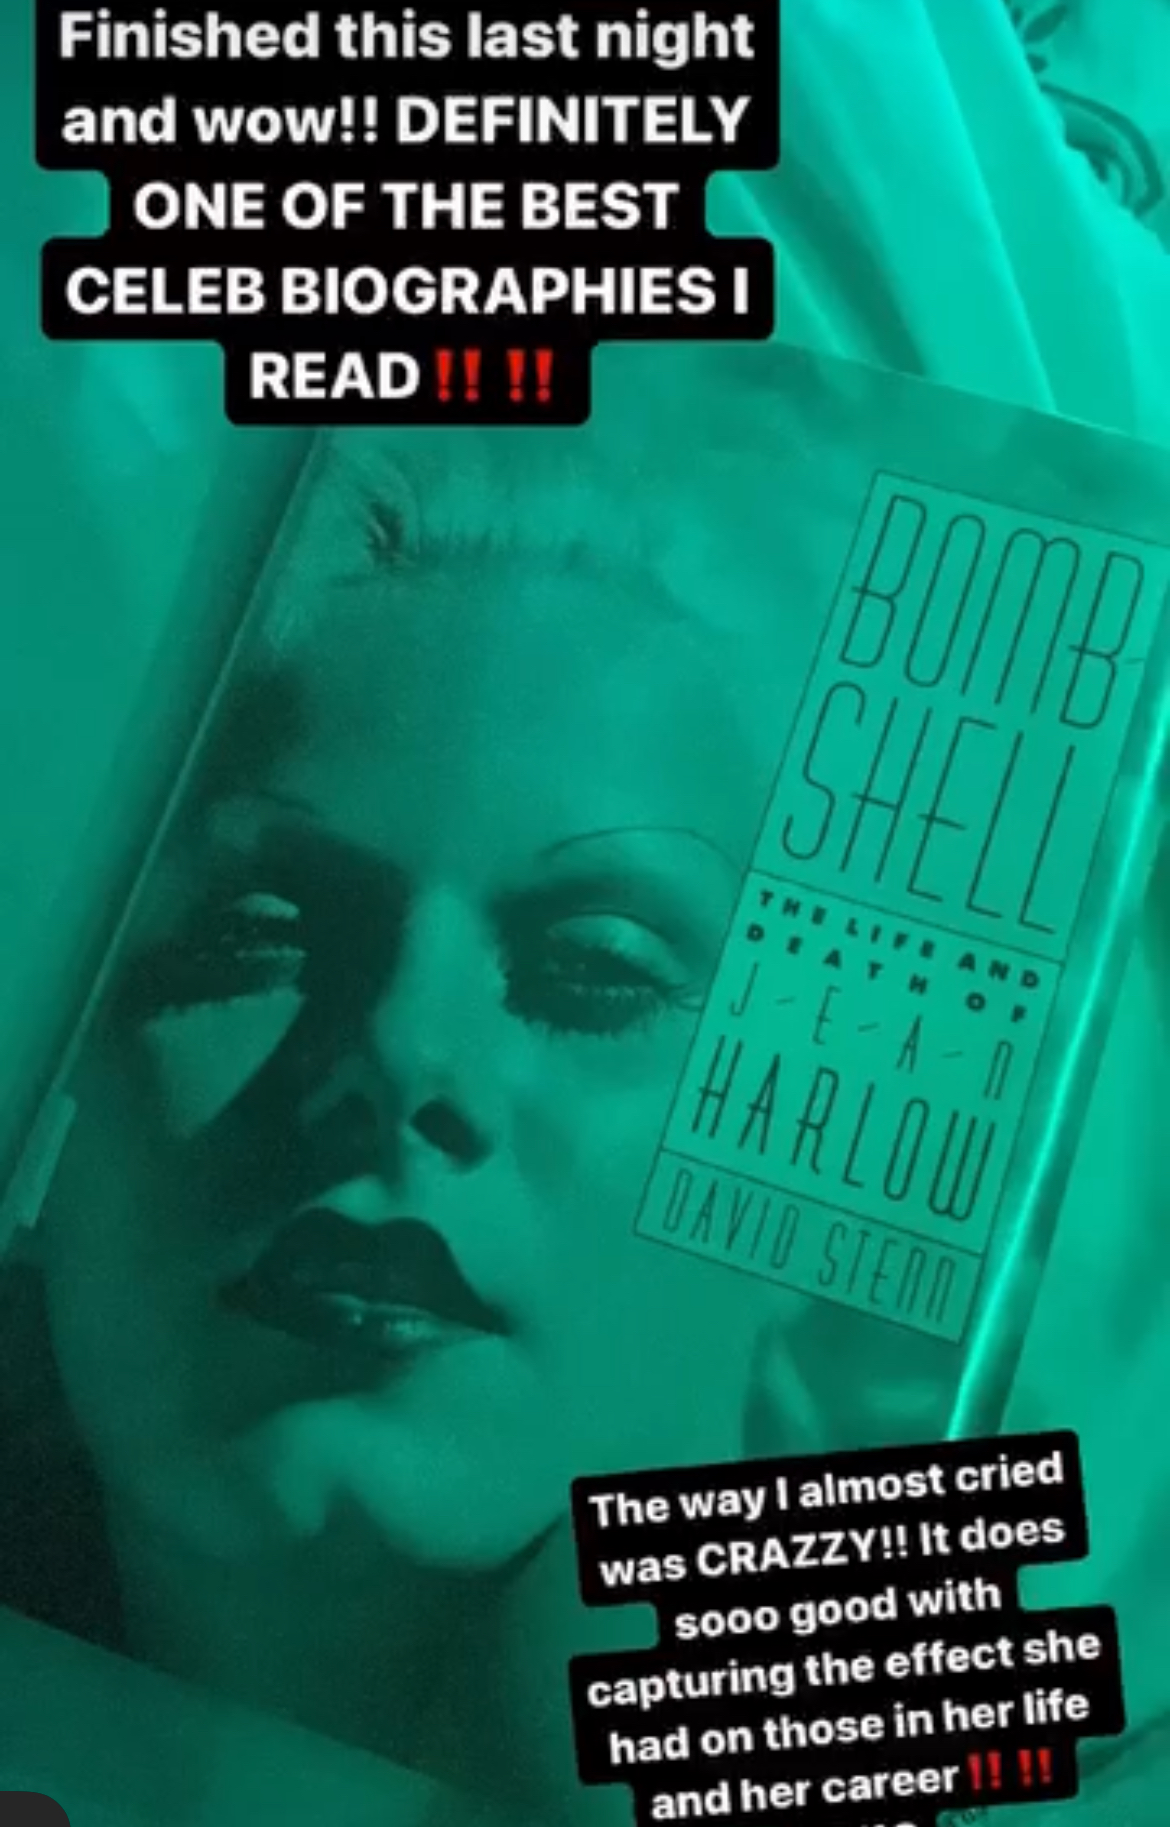 Finished this last night
and wow!! DEFINITELY
ONE OF THE BEST
CELEB BIOGRAPHIES I
READ‼️ ‼️
BOMB-
SHELL
THE LIFE AND
DEATH OF
J-E-A-N
HARLOW
DAVID STENN
The way I almost cried
was CRAZZY!! It does
sooo good with
capturing the effect she
had on those in her life
and her career‼️ ‼️